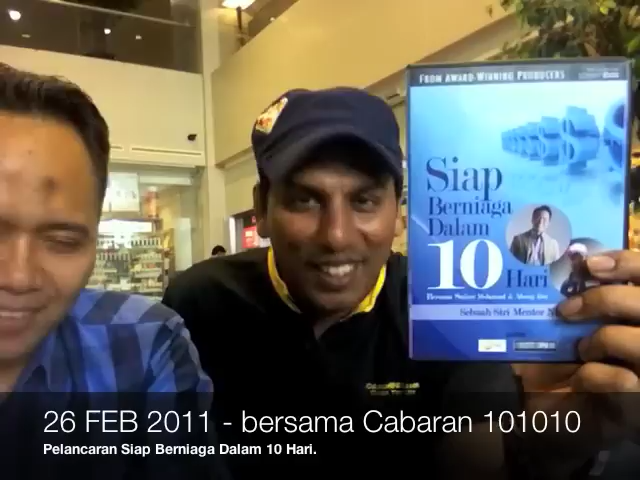 FROM AWARD-WINNING PRODUCERS
Siap
Berniaga
Dalam
10 Hari
Sebuah Siri Mentor
26 FEB 2011 - bersama Cabaran 101010
Pelancaran Siap Berniaga Dalam 10 Hari.